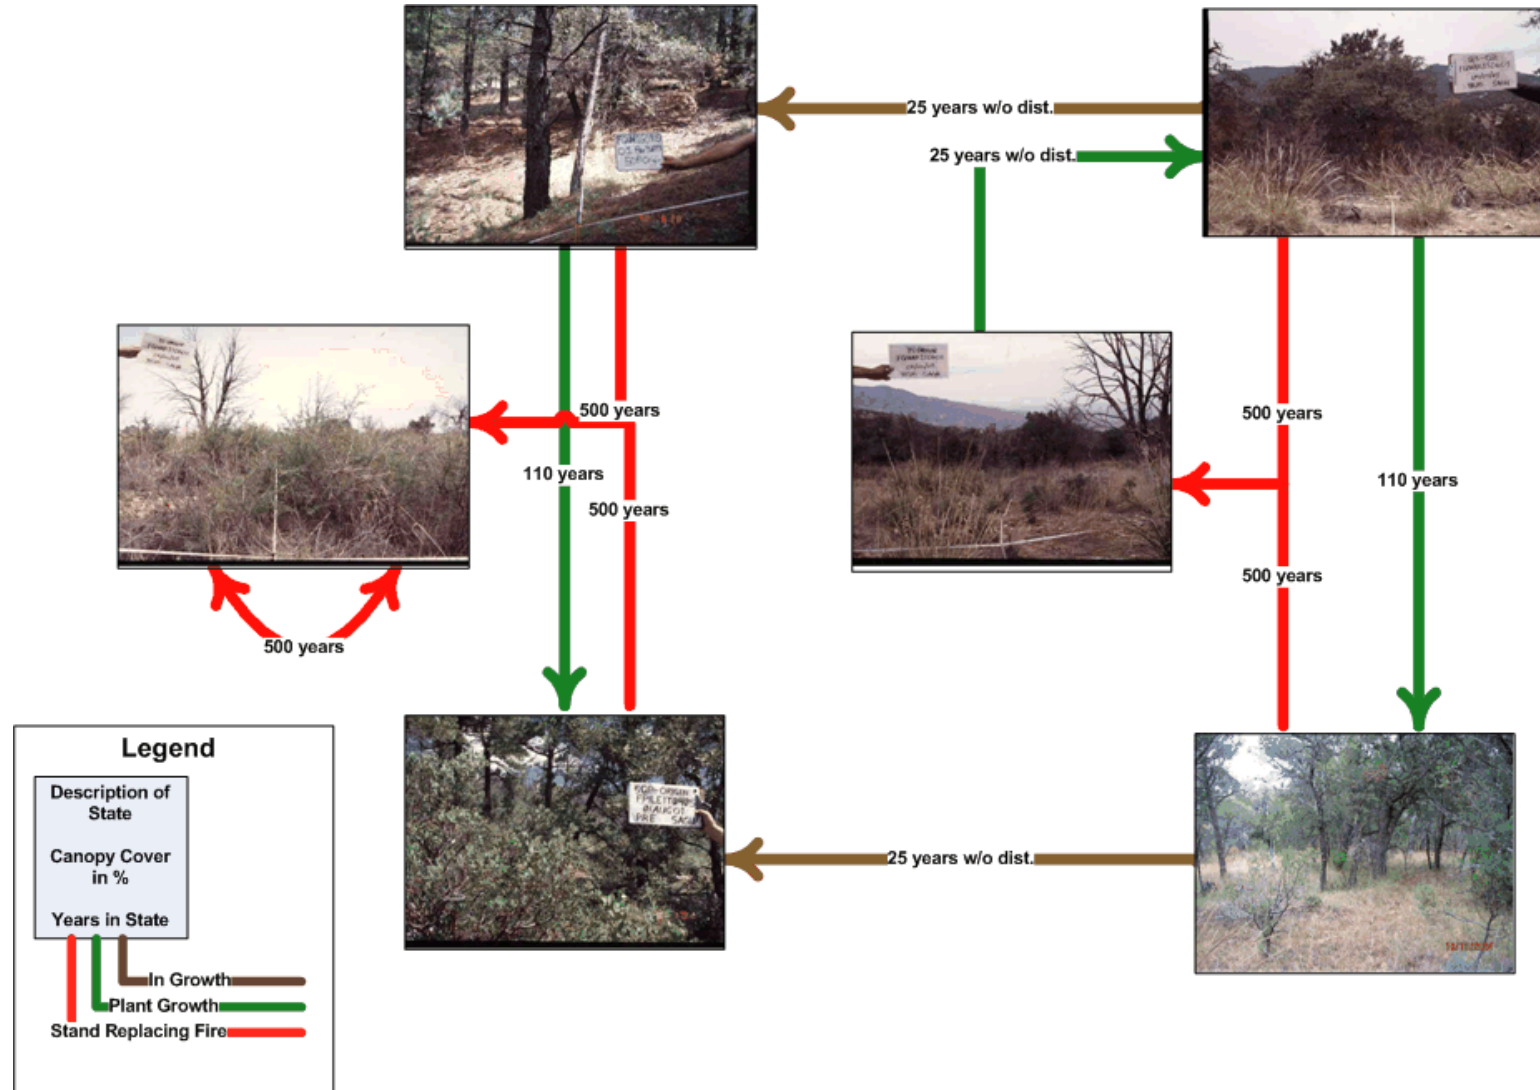 25 years w/o dist.
25 years w/o dist.
500 years
500 years
110 years
110 years
500 years
500 years
500 years
25 years w/o dist.
Legend
Description of
State
Canopy Cover
in %
Years in State
In Growth
Plant Growth
Stand Replacing Fire